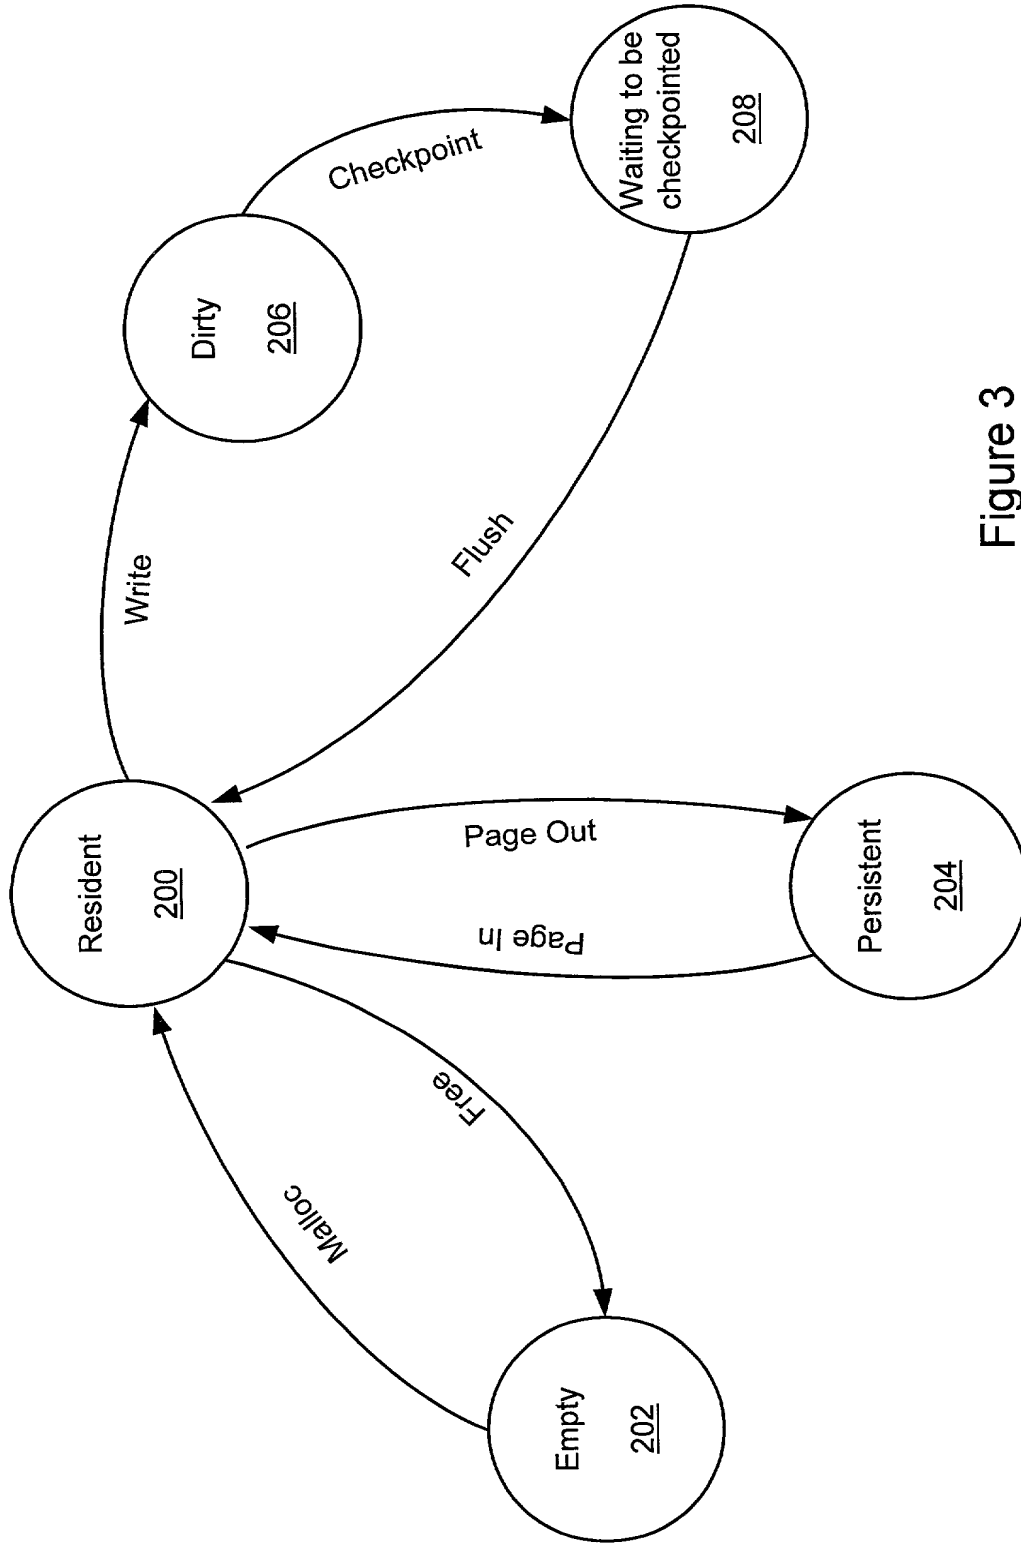 Resident
200
Write
Dirty
206
Checkpoint
Waiting to be
checkpointed
208
Flush
Page Out
Page In
Persistent
204
Free
Malloc
Empty
202
Figure 3